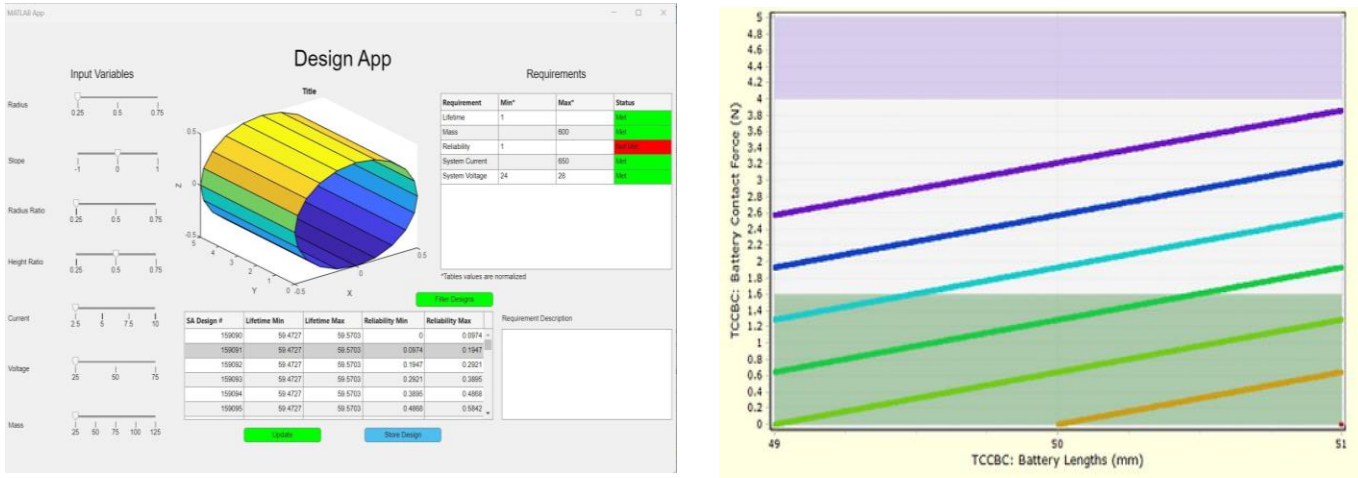 MATLAB App
Design App
Input Variables
Radius
0.25 0.5 0.75
Slope
-1 0 1
Radius Ratio
0.25 0.5 0.75
Height Ratio
0.25 0.5 0.75
Current
2.5 5 7.5 10
Voltage
25 50 75
Mass
25 50 75 100 125
Title
0.5
0
-0.5
Z
5 4 3 2 1 0
Y
-0.5 0 0.5
X
Requirements
Requirement Min* Max* Status
Lifetime 1 Met
Mass 600 Met
Reliability 1 Not Met
System Current 650 Met
System Voltage 24 28 Met
*Tables values are normalized
Filter Designs
SA Design # Lifetime Min Lifetime Max Reliability Min Reliability Max
159090 59.4727 59.5703 0 0.0974
159091 59.4727 59.5703 0.0974 0.1947
159092 59.4727 59.5703 0.1947 0.2921
159093 59.4727 59.5703 0.2921 0.3895
159094 59.4727 59.5703 0.3895 0.4868
159095 59.4727 59.5703 0.4868 0.5842
Requirement Description
Update
Store Design
TCCBC: Battery Contact Force (N)
5
4.8
4.6
4.4
4.2
4
3.8
3.6
3.4
3.2
3
2.8
2.6
2.4
2.2
2
1.8
1.6
1.4
1.2
1
0.8
0.6
0.4
0.2
0
49 50 51
TCCBC: Battery Lengths (mm)